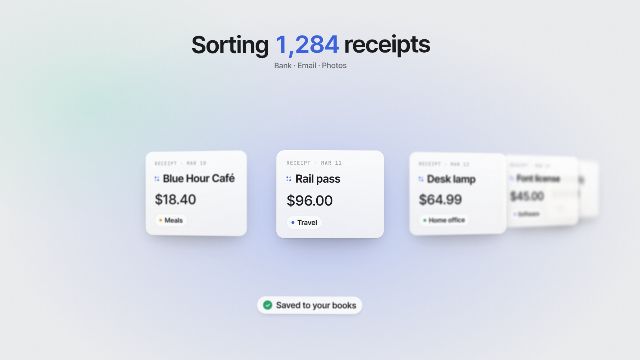 Sorting 1,284 receipts
Bank · Email · Photos
RECEIPT · MAR 10
Blue Hour Café
$18.40
Meals
RECEIPT · MAR 11
Rail pass
$96.00
Travel
RECEIPT · MAR 12
Desk lamp
$64.99
Home office
Font license
$45.00
Software
Saved to your books